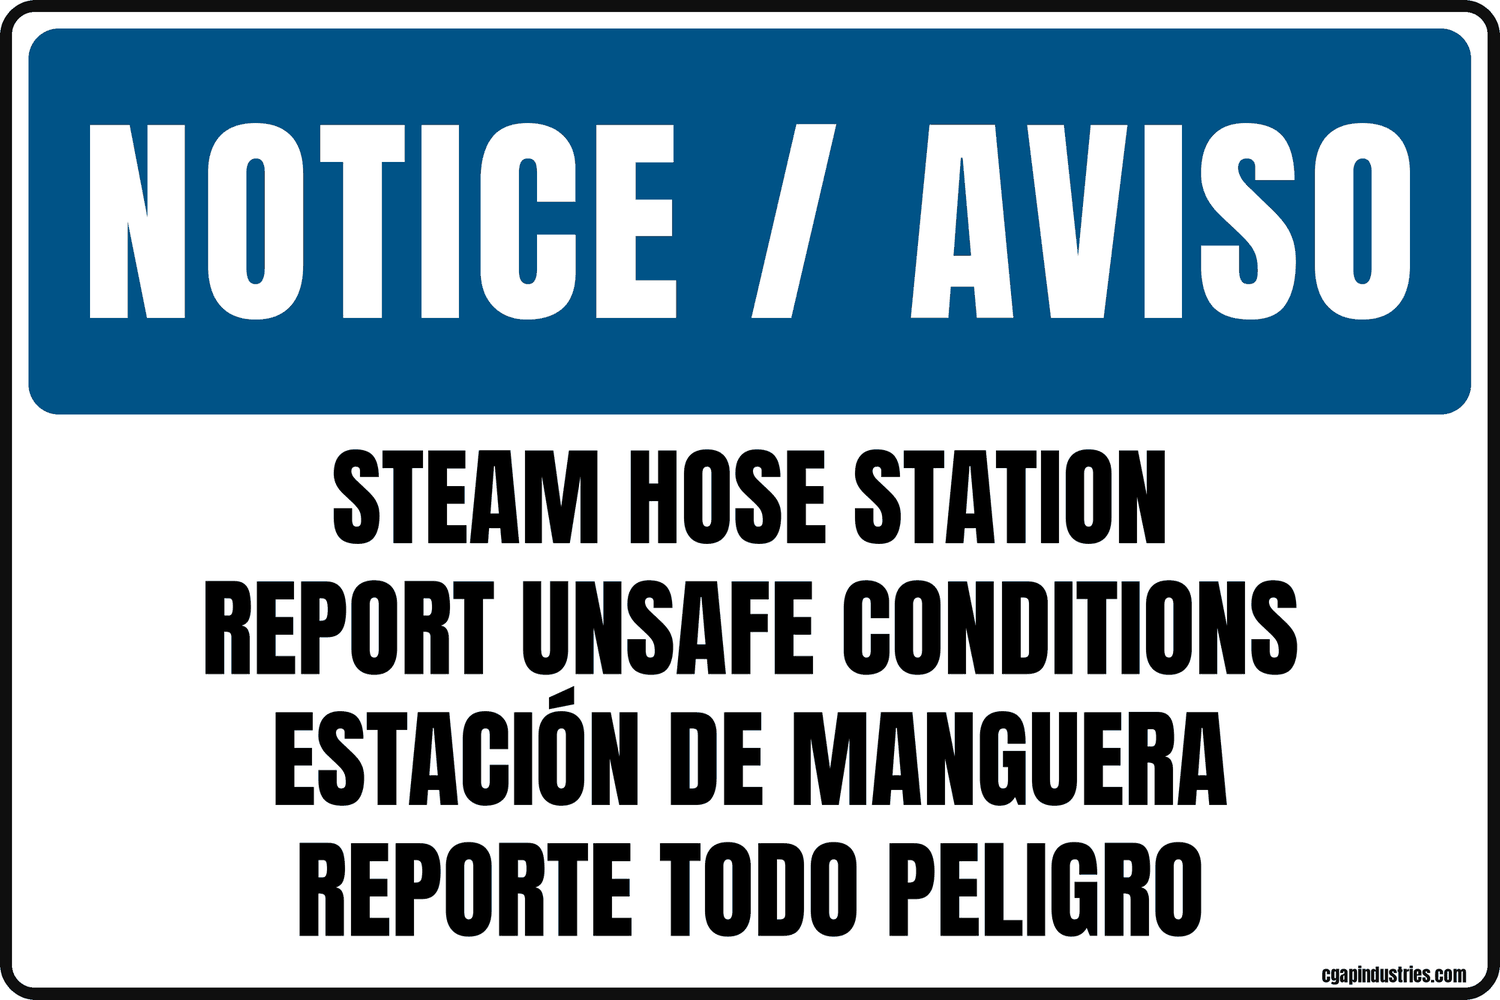 NOTICE / AVISO
STEAM HOSE STATION
REPORT UNSAFE CONDITIONS
ESTACIÓN DE MANGUERA
REPORTE TODO PELIGRO
cgapindustries.com